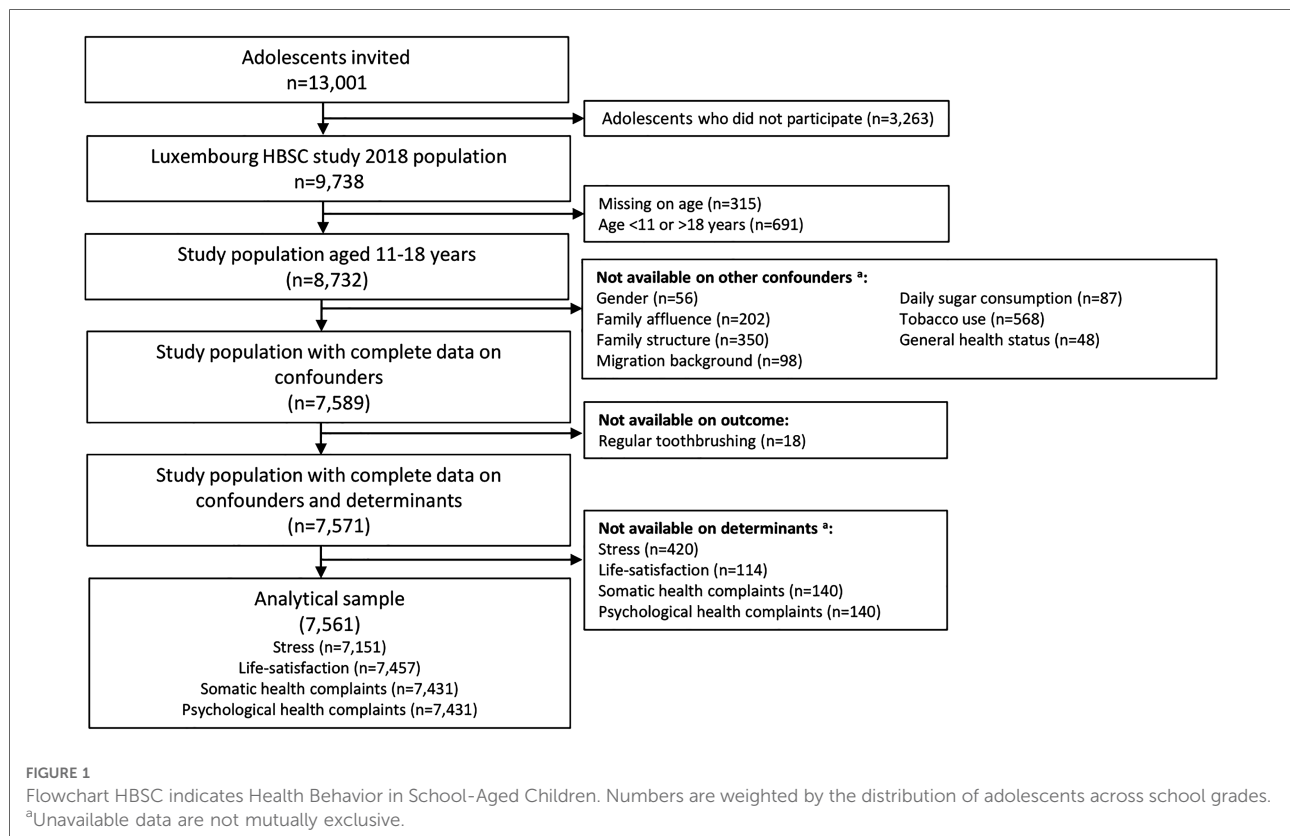 Adolescents invited
n=13,001
Adolescents who did not participate (n=3,263)
Luxembourg HBSC study 2018 population
n=9,738
Missing on age (n=315)
Age <11 or >18 years (n=691)
Study population aged 11-18 years
(n=8,732)
Not available on other confounders ª:
Gender (n=56)
Family affluence (n=202)
Family structure (n=350)
Migration background (n=98)
Daily sugar consumption (n=87)
Tobacco use (n=568)
General health status (n=48)
Study population with complete data on
confounders
(n=7,589)
Not available on outcome:
Regular toothbrushing (n=18)
Study population with complete data on
confounders and determinants
(n=7,571)
Not available on determinants ª:
Stress (n=420)
Life-satisfaction (n=114)
Somatic health complaints (n=140)
Psychological health complaints (n=140)
Analytical sample
(7,561)
Stress (n=7,151)
Life-satisfaction (n=7,457)
Somatic health complaints (n=7,431)
Psychological health complaints (n=7,431)
FIGURE 1
Flowchart HBSC indicates Health Behavior in School-Aged Children. Numbers are weighted by the distribution of adolescents across school grades.
ªUnavailable data are not mutually exclusive.